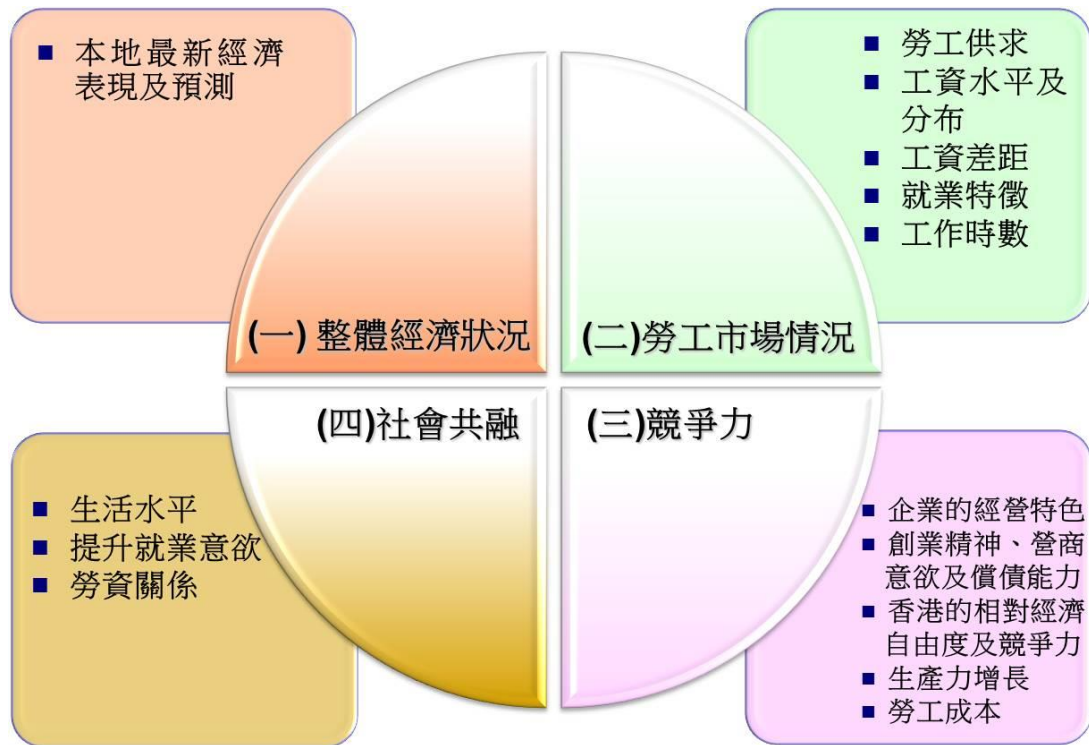 本地最新經濟
表現及預測
勞工供求
工資水平及
分布
工資差距
就業特徵
工作時數
(一) 整體經濟狀況
(二)勞工市場情況
(四)社會共融
(三)競爭力
生活水平
提升就業意欲
勞資關係
企業的經營特色
創業精神、營商
意欲及償債能力
香港的相對經濟
自由度及競爭力
生產力增長
勞工成本